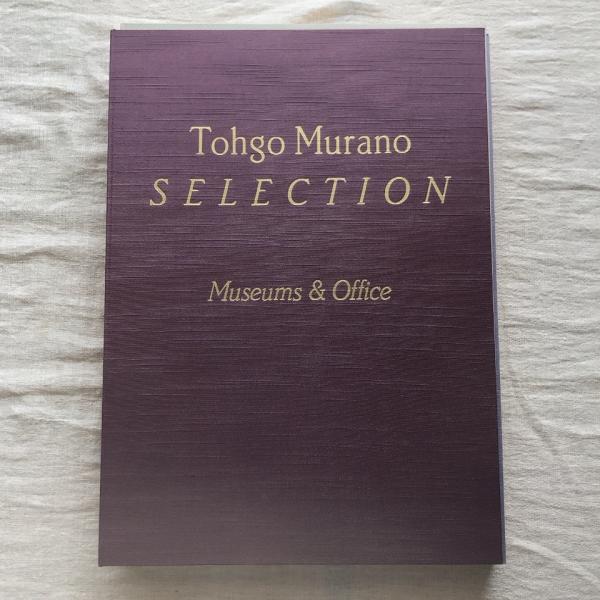 Tohgo Murano
SELECTION
Museums & Office